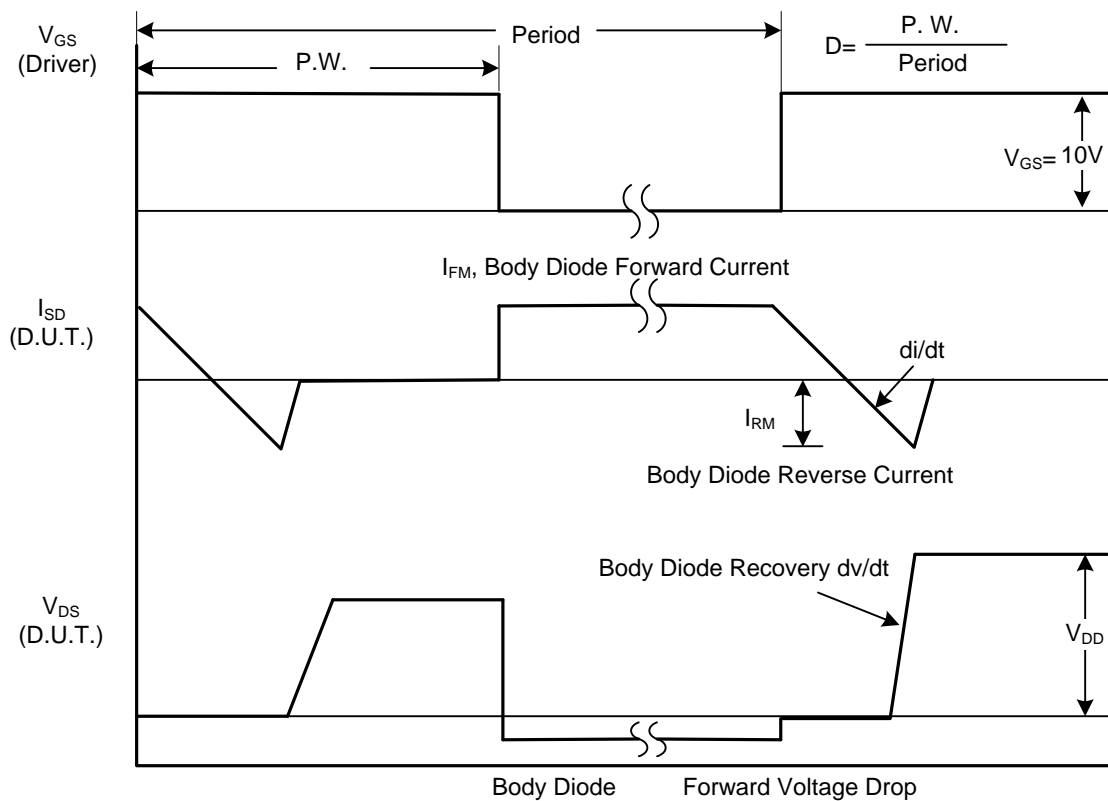 V_GS
(Driver)
Period
P.W.
D= P. W.
Period
V_GS= 10V
I_FM, Body Diode Forward Current
I_SD
(D.U.T.)
di/dt
I_RM
Body Diode Reverse Current
Body Diode Recovery dv/dt
V_DS
(D.U.T.)
V_DD
Body Diode Forward Voltage Drop